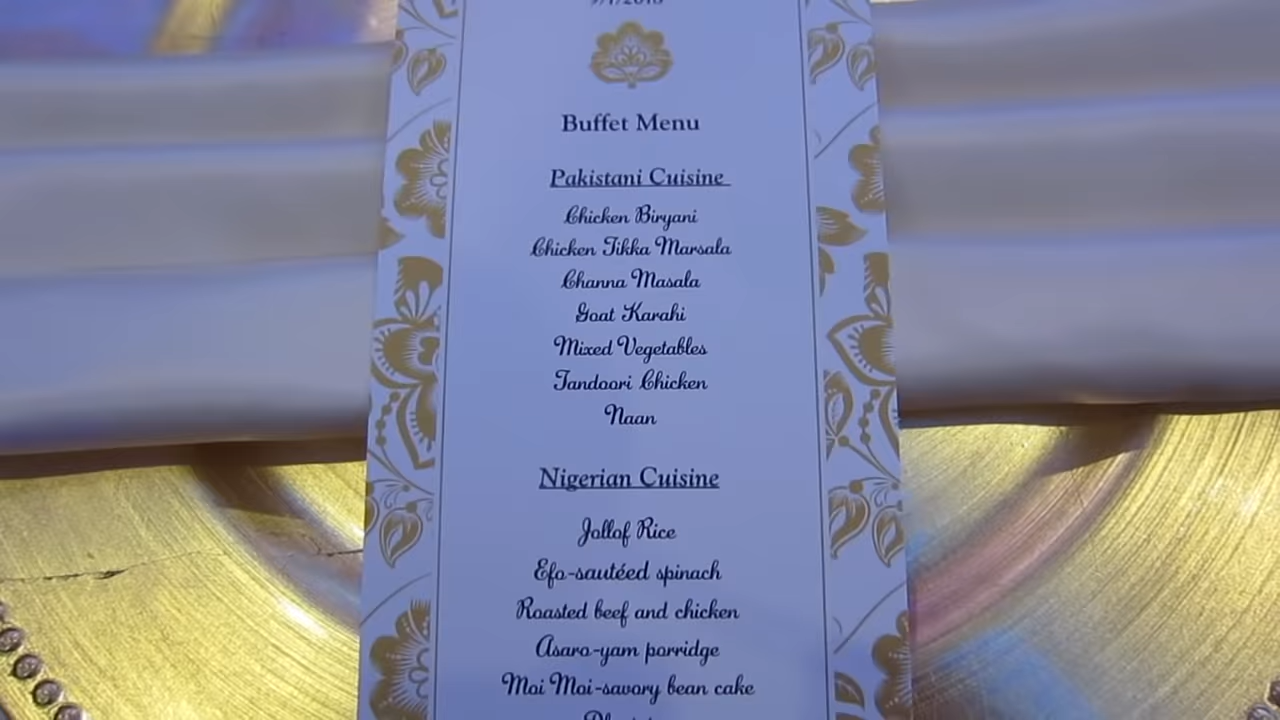 Buffet Menu
Pakistani Cuisine
Chicken Biryani
Chicken Tikka Marsala
Channa Masala
Goat Karahi
Mixed Vegetables
Tandoori Chicken
Naan
Nigerian Cuisine
Jollof Rice
Efo-sautéed spinach
Roasted beef and chicken
Asaro-yam porridge
Moi Moi-savory bean cake